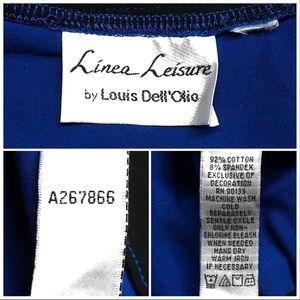 Linea Leisure
by Louis Dell'Olio
A267866
92% COTTON
8% SPANDEX
EXCLUSIVE OF
DECORATION
RN 90133
MACHINE WASH
COLD
SEPARATELY
GENTLE CYCLE
ONLY NON-
CHLORINE BLEACH
WHEN NEEDED
HANG DRY
WARM IRON
IF NECESSARY